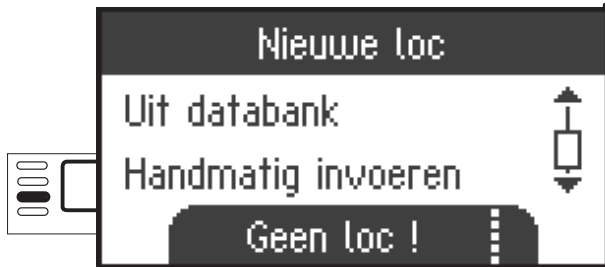 Nieuwe loc
Uit databank
Handmatig invoeren
Geen loc !